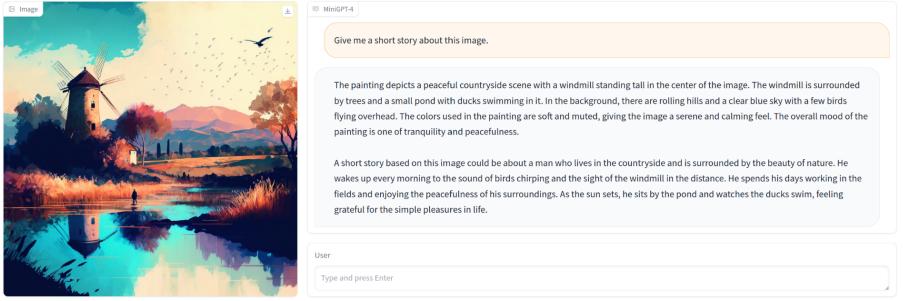 Image
MiniGPT-4
Give me a short story about this image.
The painting depicts a peaceful countryside scene with a windmill standing tall in the center of the image. The windmill is surrounded
by trees and a small pond with ducks swimming in it. In the background, there are rolling hills and a clear blue sky with a few birds
flying overhead. The colors used in the painting are soft and muted, giving the image a serene and calming feel. The overall mood of the
painting is one of tranquility and peacefulness.
A short story based on this image could be about a man who lives in the countryside and is surrounded by the beauty of nature. He
wakes up every morning to the sound of birds chirping and the sight of the windmill in the distance. He spends his days working in the
fields and enjoying the peacefulness of his surroundings. As the sun sets, he sits by the pond and watches the ducks swim, feeling
grateful for the simple pleasures in life.
User
Type and press Enter